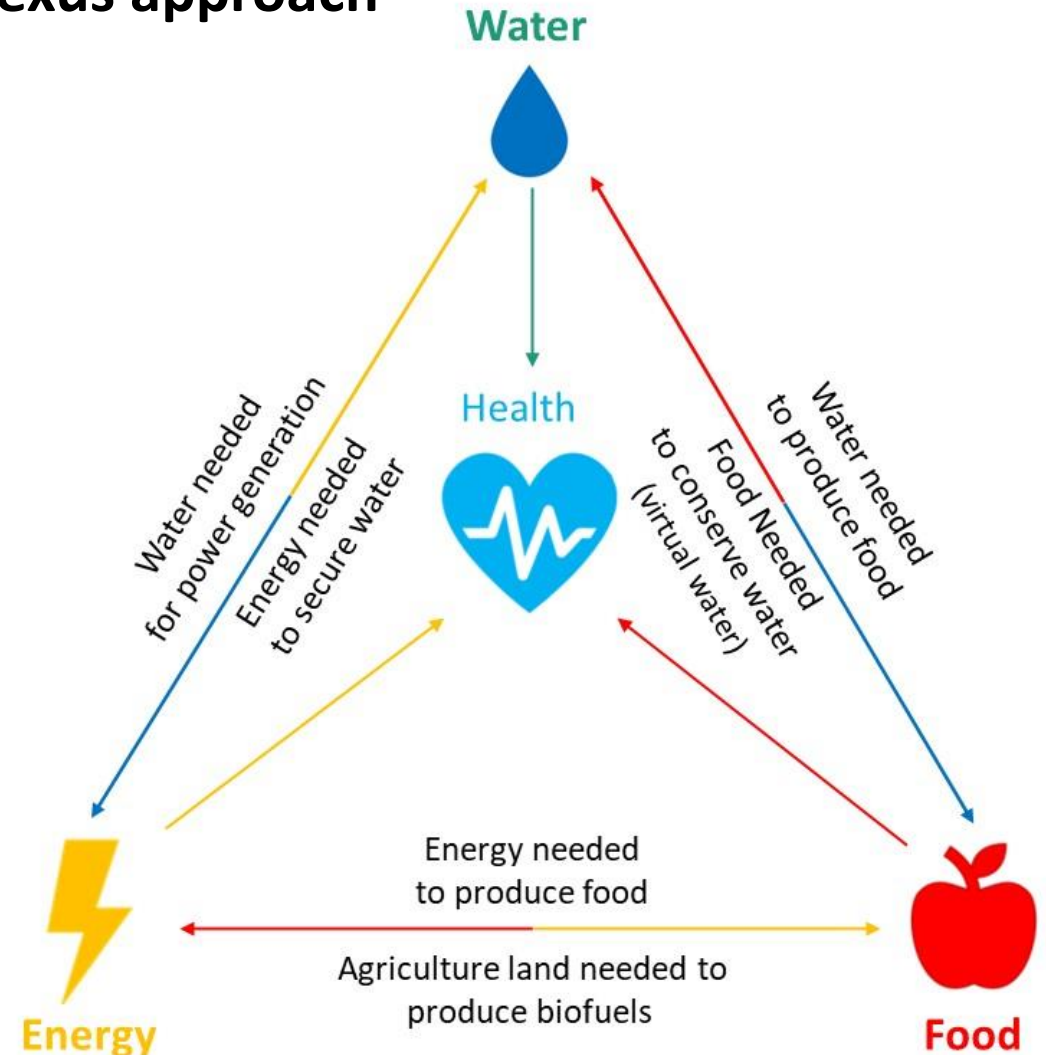 exus approach
Water
Health
Water needed
for power generation
Energy needed
to secure water
Water needed
to produce food
Food Needed
to conserve water
(virtual water)
Energy needed
to produce food
Agriculture land needed to
produce biofuels
Energy
Food